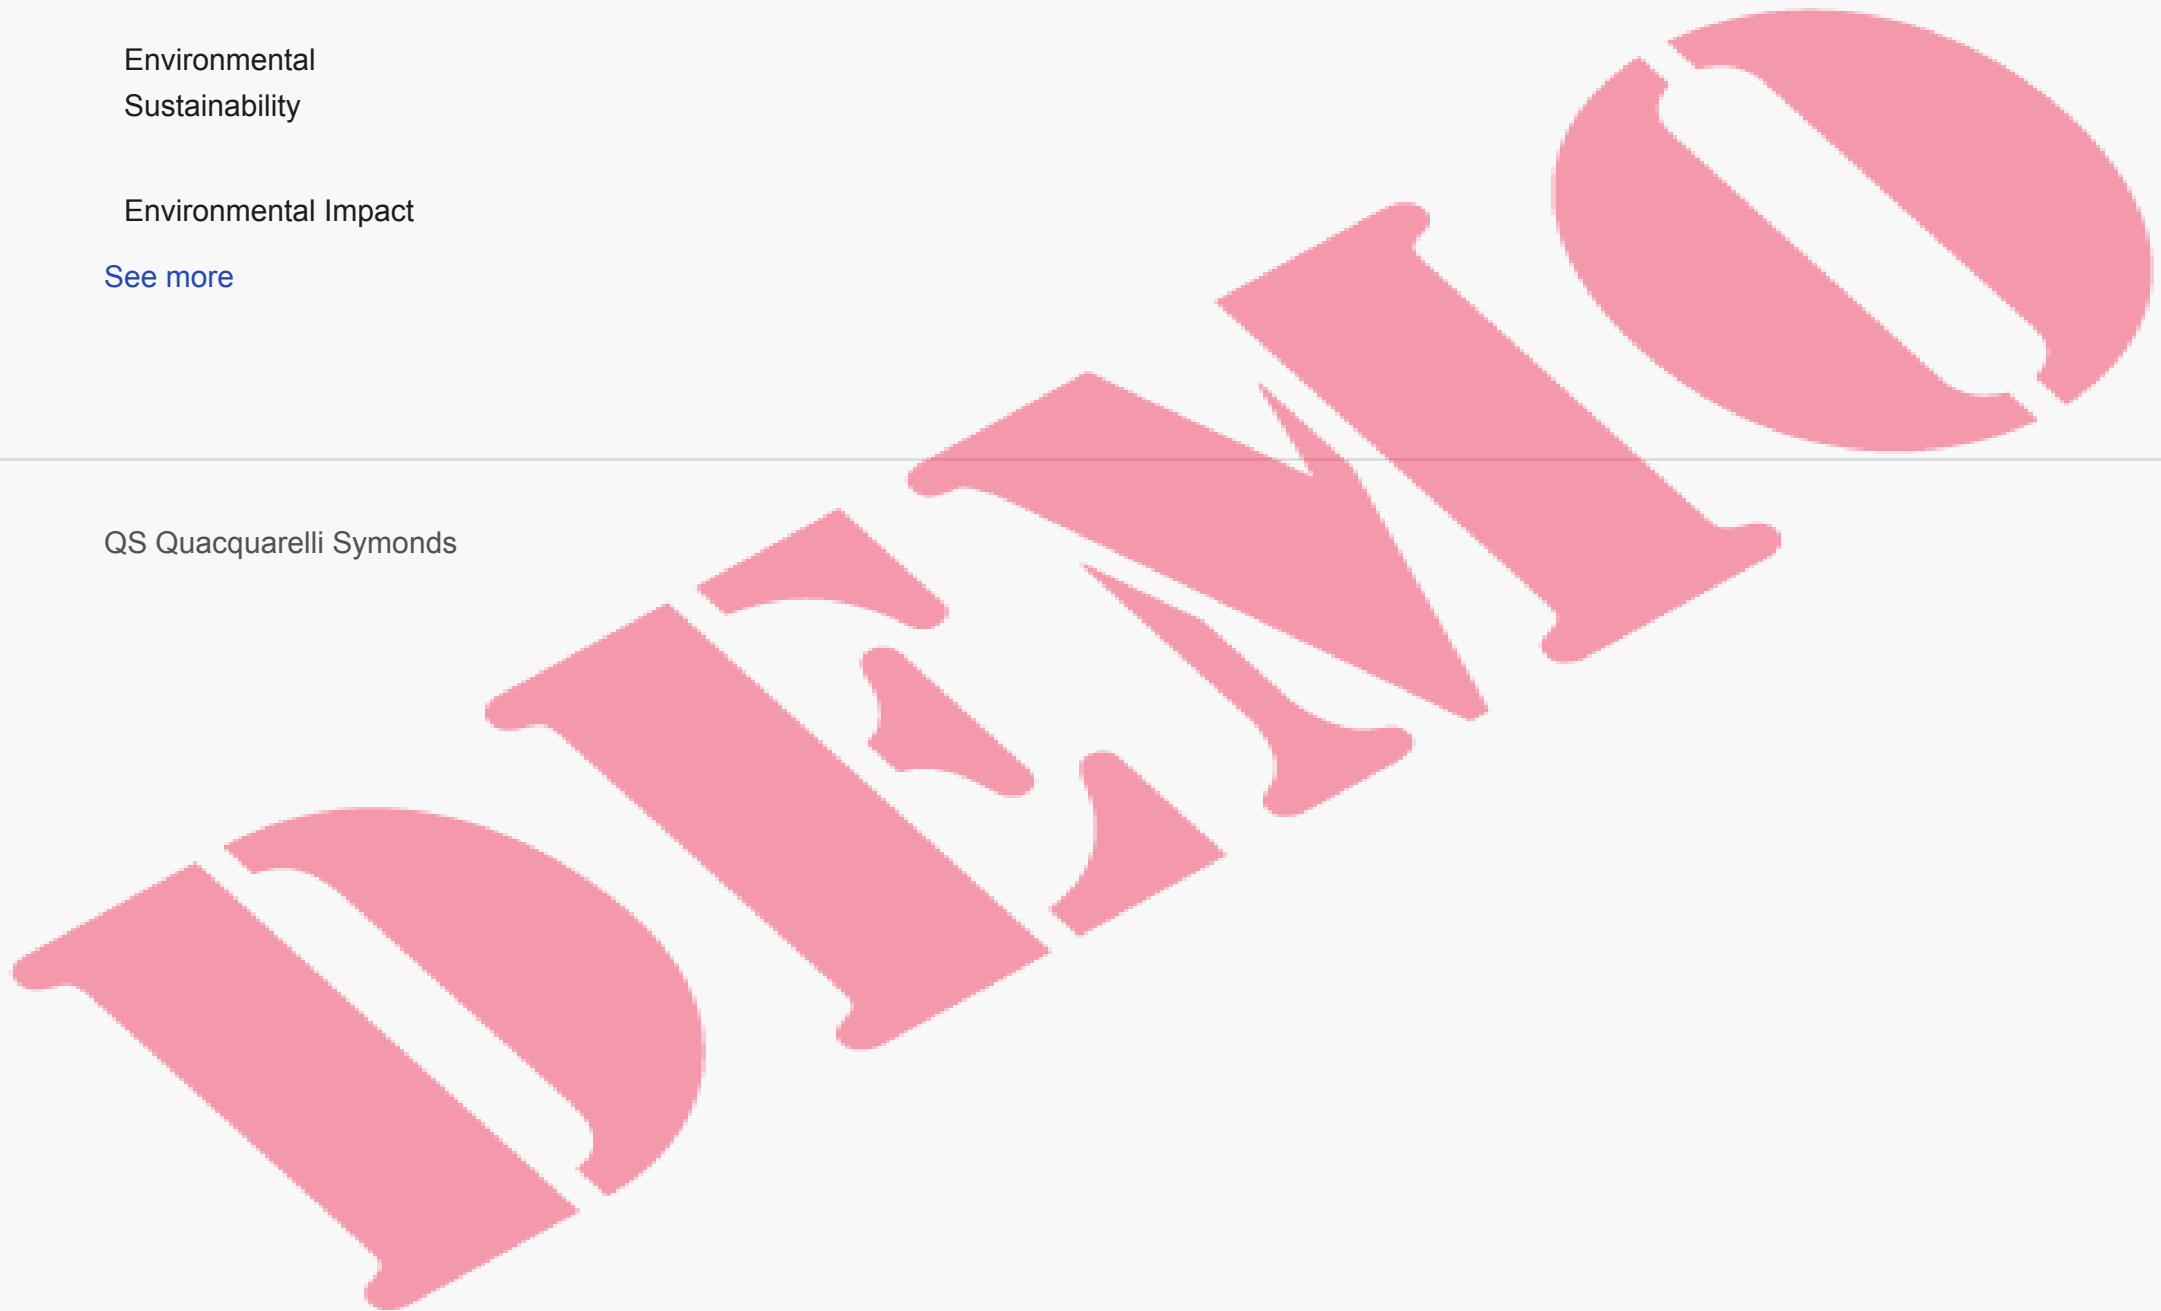 Environmental
Sustainability
Environmental Impact
See more
QS Quacquarelli Symonds
DEMO